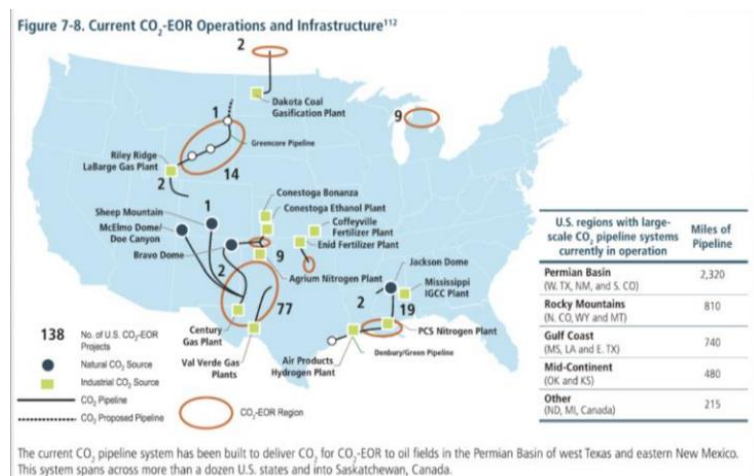 Figure 7-8. Current CO₂-EOR Operations and Infrastructure¹¹²
2
Dakota Coal
Gasification Plant
1
9
Greencore Pipeline
Riley Ridge
LaBarge Gas Plant
14
2
Conestoga Bonanza
1
Sheep Mountain
Conestoga Ethanol Plant
McElmo Dome/
Doe Canyon
Coffeyville
Fertilizer Plant
Enid Fertilizer Plant
Bravo Dome
9
2
Agrium Nitrogen Plant
Jackson Dome
77
2
Mississippi
IGCC Plant
19
Century
Gas Plant
PCS Nitrogen Plant
Val Verde Gas
Plants
Air Products
Hydrogen Plant
Denbury/Green Pipeline
138 No. of U.S. CO₂-EOR
Projects
Natural CO₂ Source
Industrial CO₂ Source
CO₂ Pipeline
CO₂ Proposed Pipeline
CO₂-EOR Region
U.S. regions with large-
scale CO₂ pipeline systems
currently in operation
Miles of
Pipeline
Permian Basin 2,320
(W. TX, NM, and S. CO)
Rocky Mountains 810
(N. CO, WY and MT)
Gulf Coast 740
(MS, LA and E. TX)
Mid-Continent 480
(OK and KS)
Other 215
(ND, MI, Canada)
The current CO₂ pipeline system has been built to deliver CO₂ for CO₂-EOR to oil fields in the Permian Basin of west Texas and eastern New Mexico.
This system spans across more than a dozen U.S. states and into Saskatchewan, Canada.